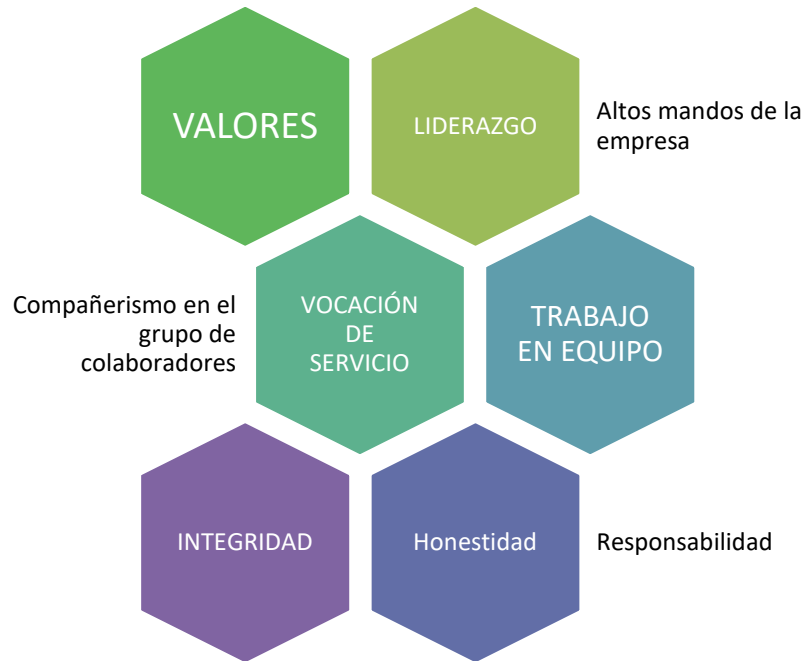 VALORES
LIDERAZGO
Altos mandos de la
empresa
Compañerismo en el
grupo de
colaboradores
VOCACIÓN
DE
SERVICIO
TRABAJO
EN EQUIPO
INTEGRIDAD
Honestidad
Responsabilidad